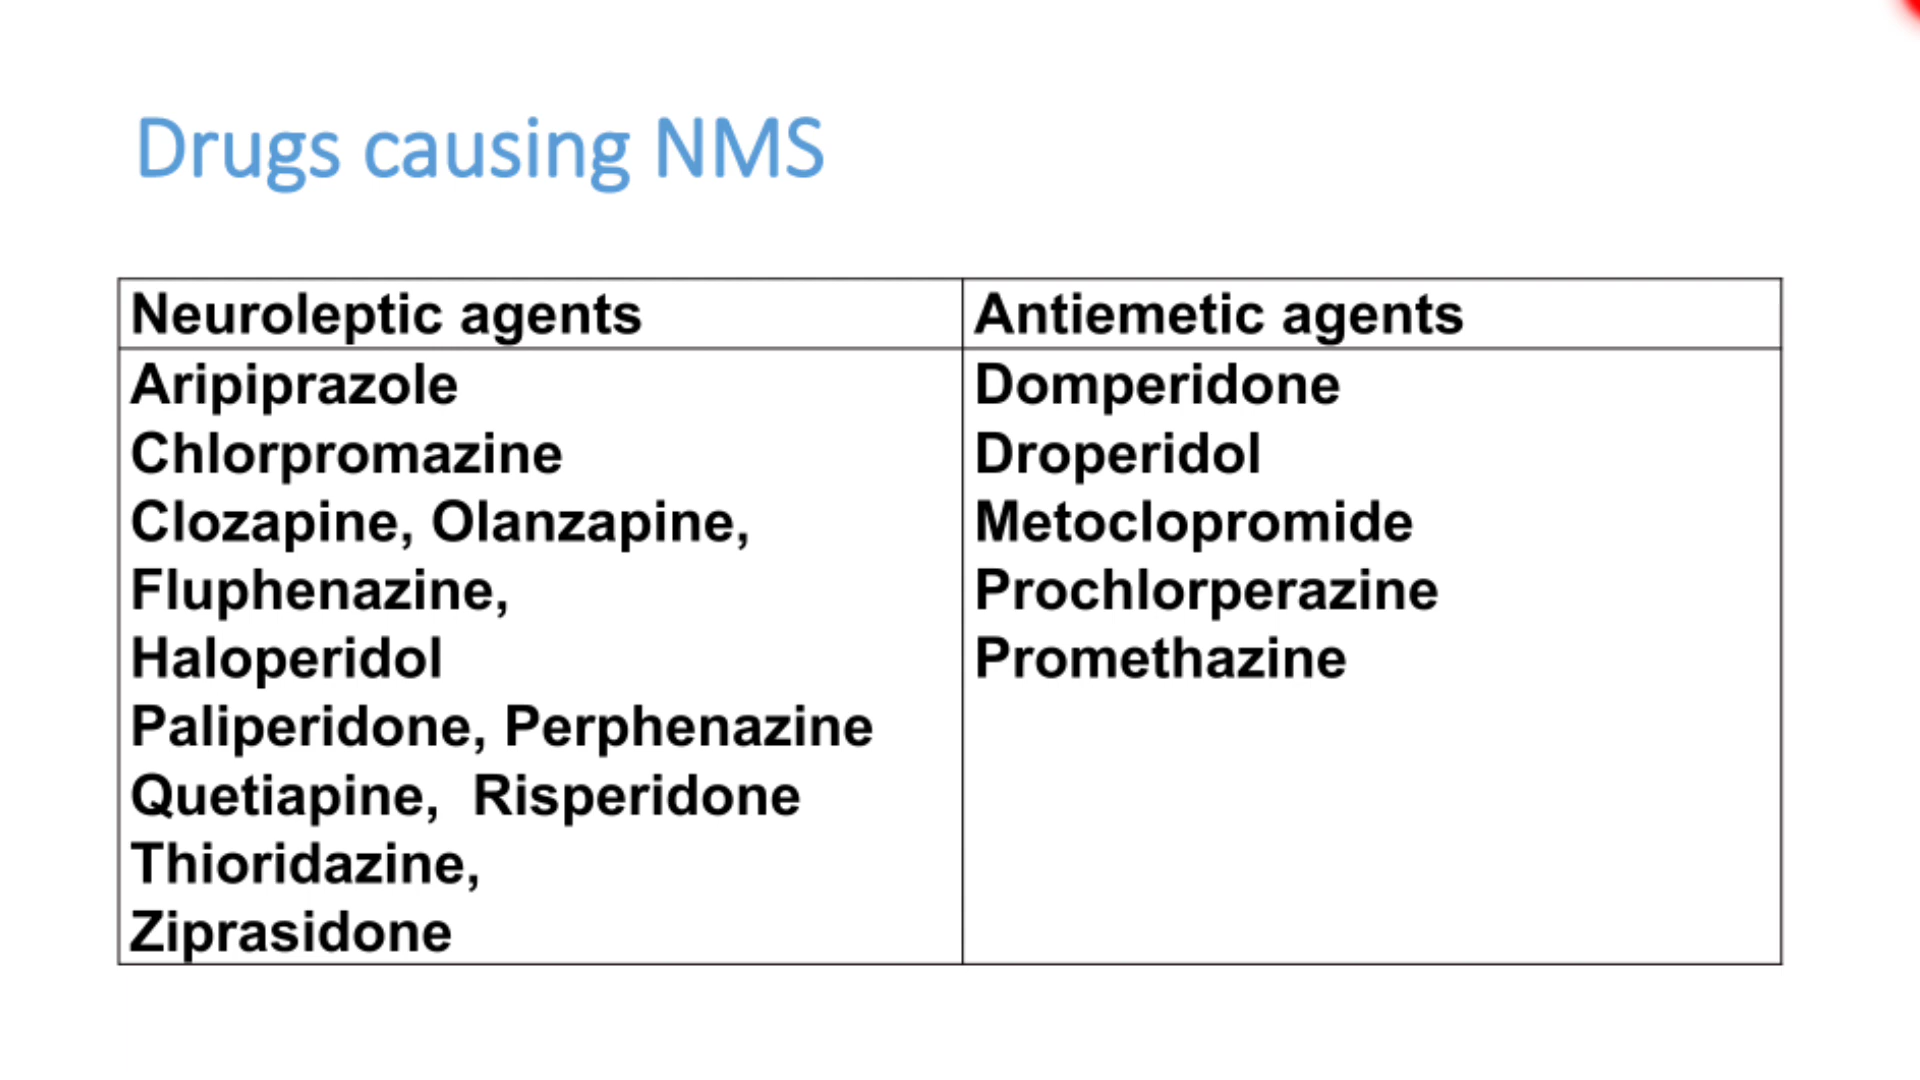 Drugs causing NMS
Neuroleptic agents
Aripiprazole
Chlorpromazine
Clozapine, Olanzapine,
Fluphenazine,
Haloperidol
Paliperidone, Perphenazine
Quetiapine,  Risperidone
Thioridazine,
Ziprasidone
Antiemetic agents
Domperidone
Droperidol
Metoclopromide
Prochlorperazine
Promethazine